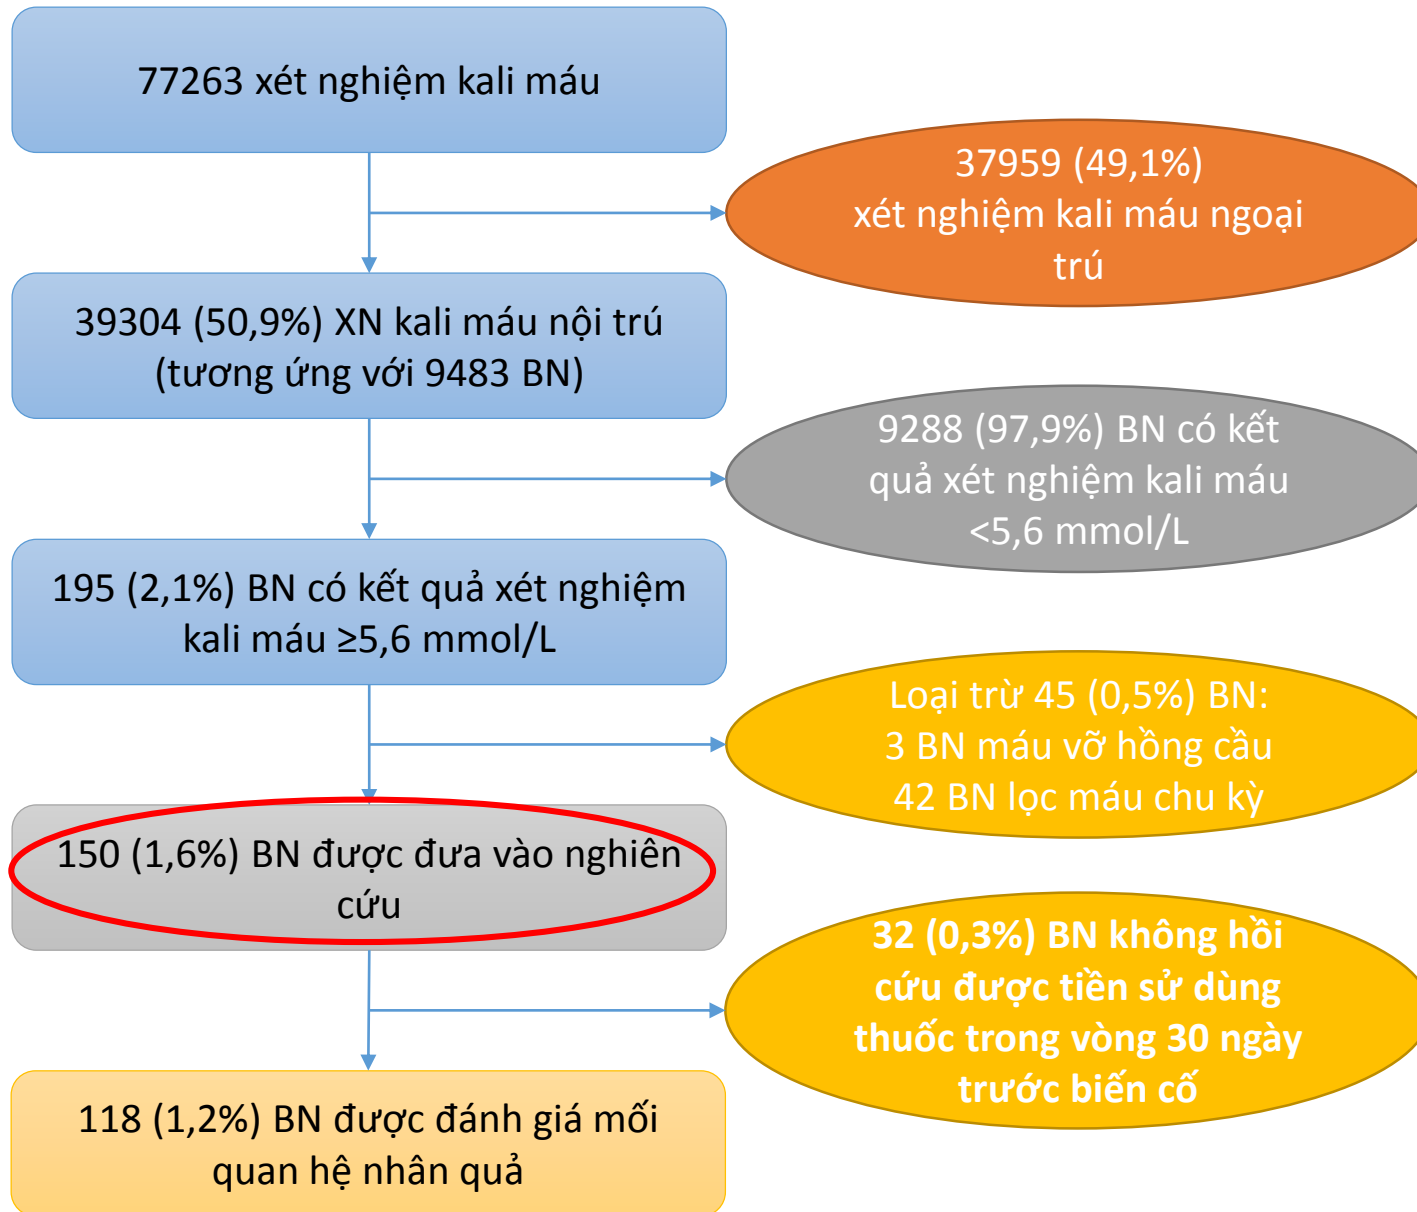 77263 xét nghiệm kali máu
37959 (49,1%)
xét nghiệm kali máu ngoại
trú
39304 (50,9%) XN kali máu nội trú
(tương ứng với 9483 BN)
9288 (97,9%) BN có kết
quả xét nghiệm kali máu
<5,6 mmol/L
195 (2,1%) BN có kết quả xét nghiệm
kali máu ≥5,6 mmol/L
Loại trừ 45 (0,5%) BN:
3 BN máu vỡ hồng cầu
42 BN lọc máu chu kỳ
150 (1,6%) BN được đưa vào nghiên
cứu
32 (0,3%) BN không hồi
cứu được tiền sử dùng
thuốc trong vòng 30 ngày
trước biến cố
118 (1,2%) BN được đánh giá mối
quan hệ nhân quả